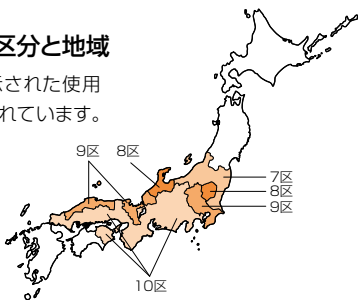 区分と地域
示された使用
れています。
9区 8区
7区
8区
9区
10区